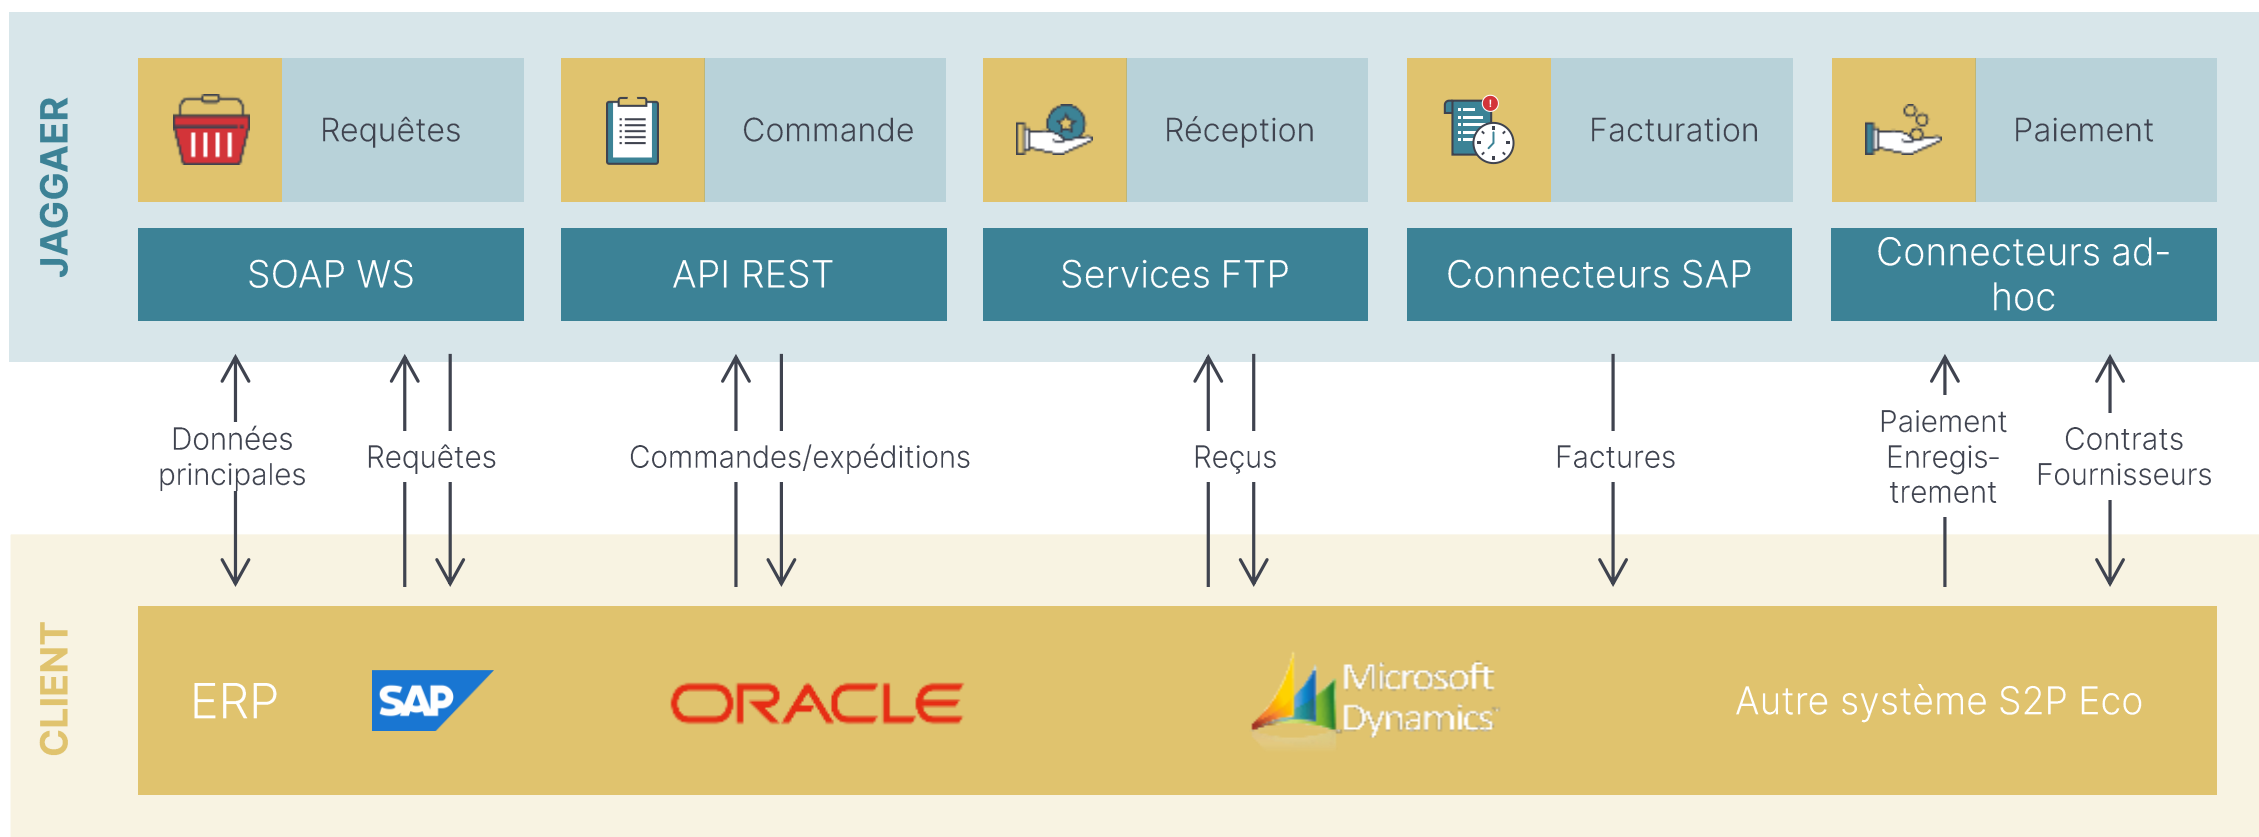 JAGGAER
Requêtes
Commande
Réception
Facturation
Paiement
SOAP WS
API REST
Services FTP
Connecteurs SAP
Connecteurs ad-
hoc
Données
principales
Requêtes
Commandes/expéditions
Reçus
Factures
Paiement
Enregis-
trement
Contrats
Fournisseurs
CLIENT
ERP
SAP
ORACLE
Microsoft
Dynamics
Autre système S2P Eco